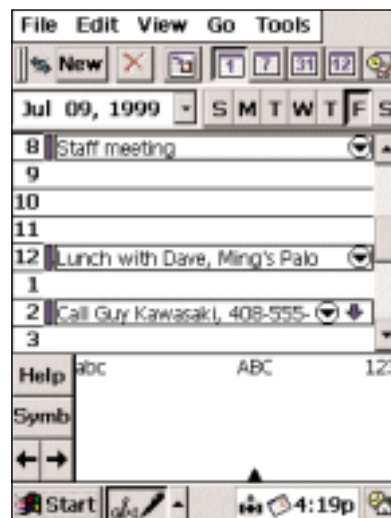 File Edit View Go Tools
New 1 7 31 12
Jul 09, 1999 S M T W T F S
8 Staff meeting
9
10
11
12 Lunch with Dave, Ming's Palo
1
2 Call Guy Kawasaki, 408-555-
3
Help abc ABC 123
Symb
Start abc 4:19p